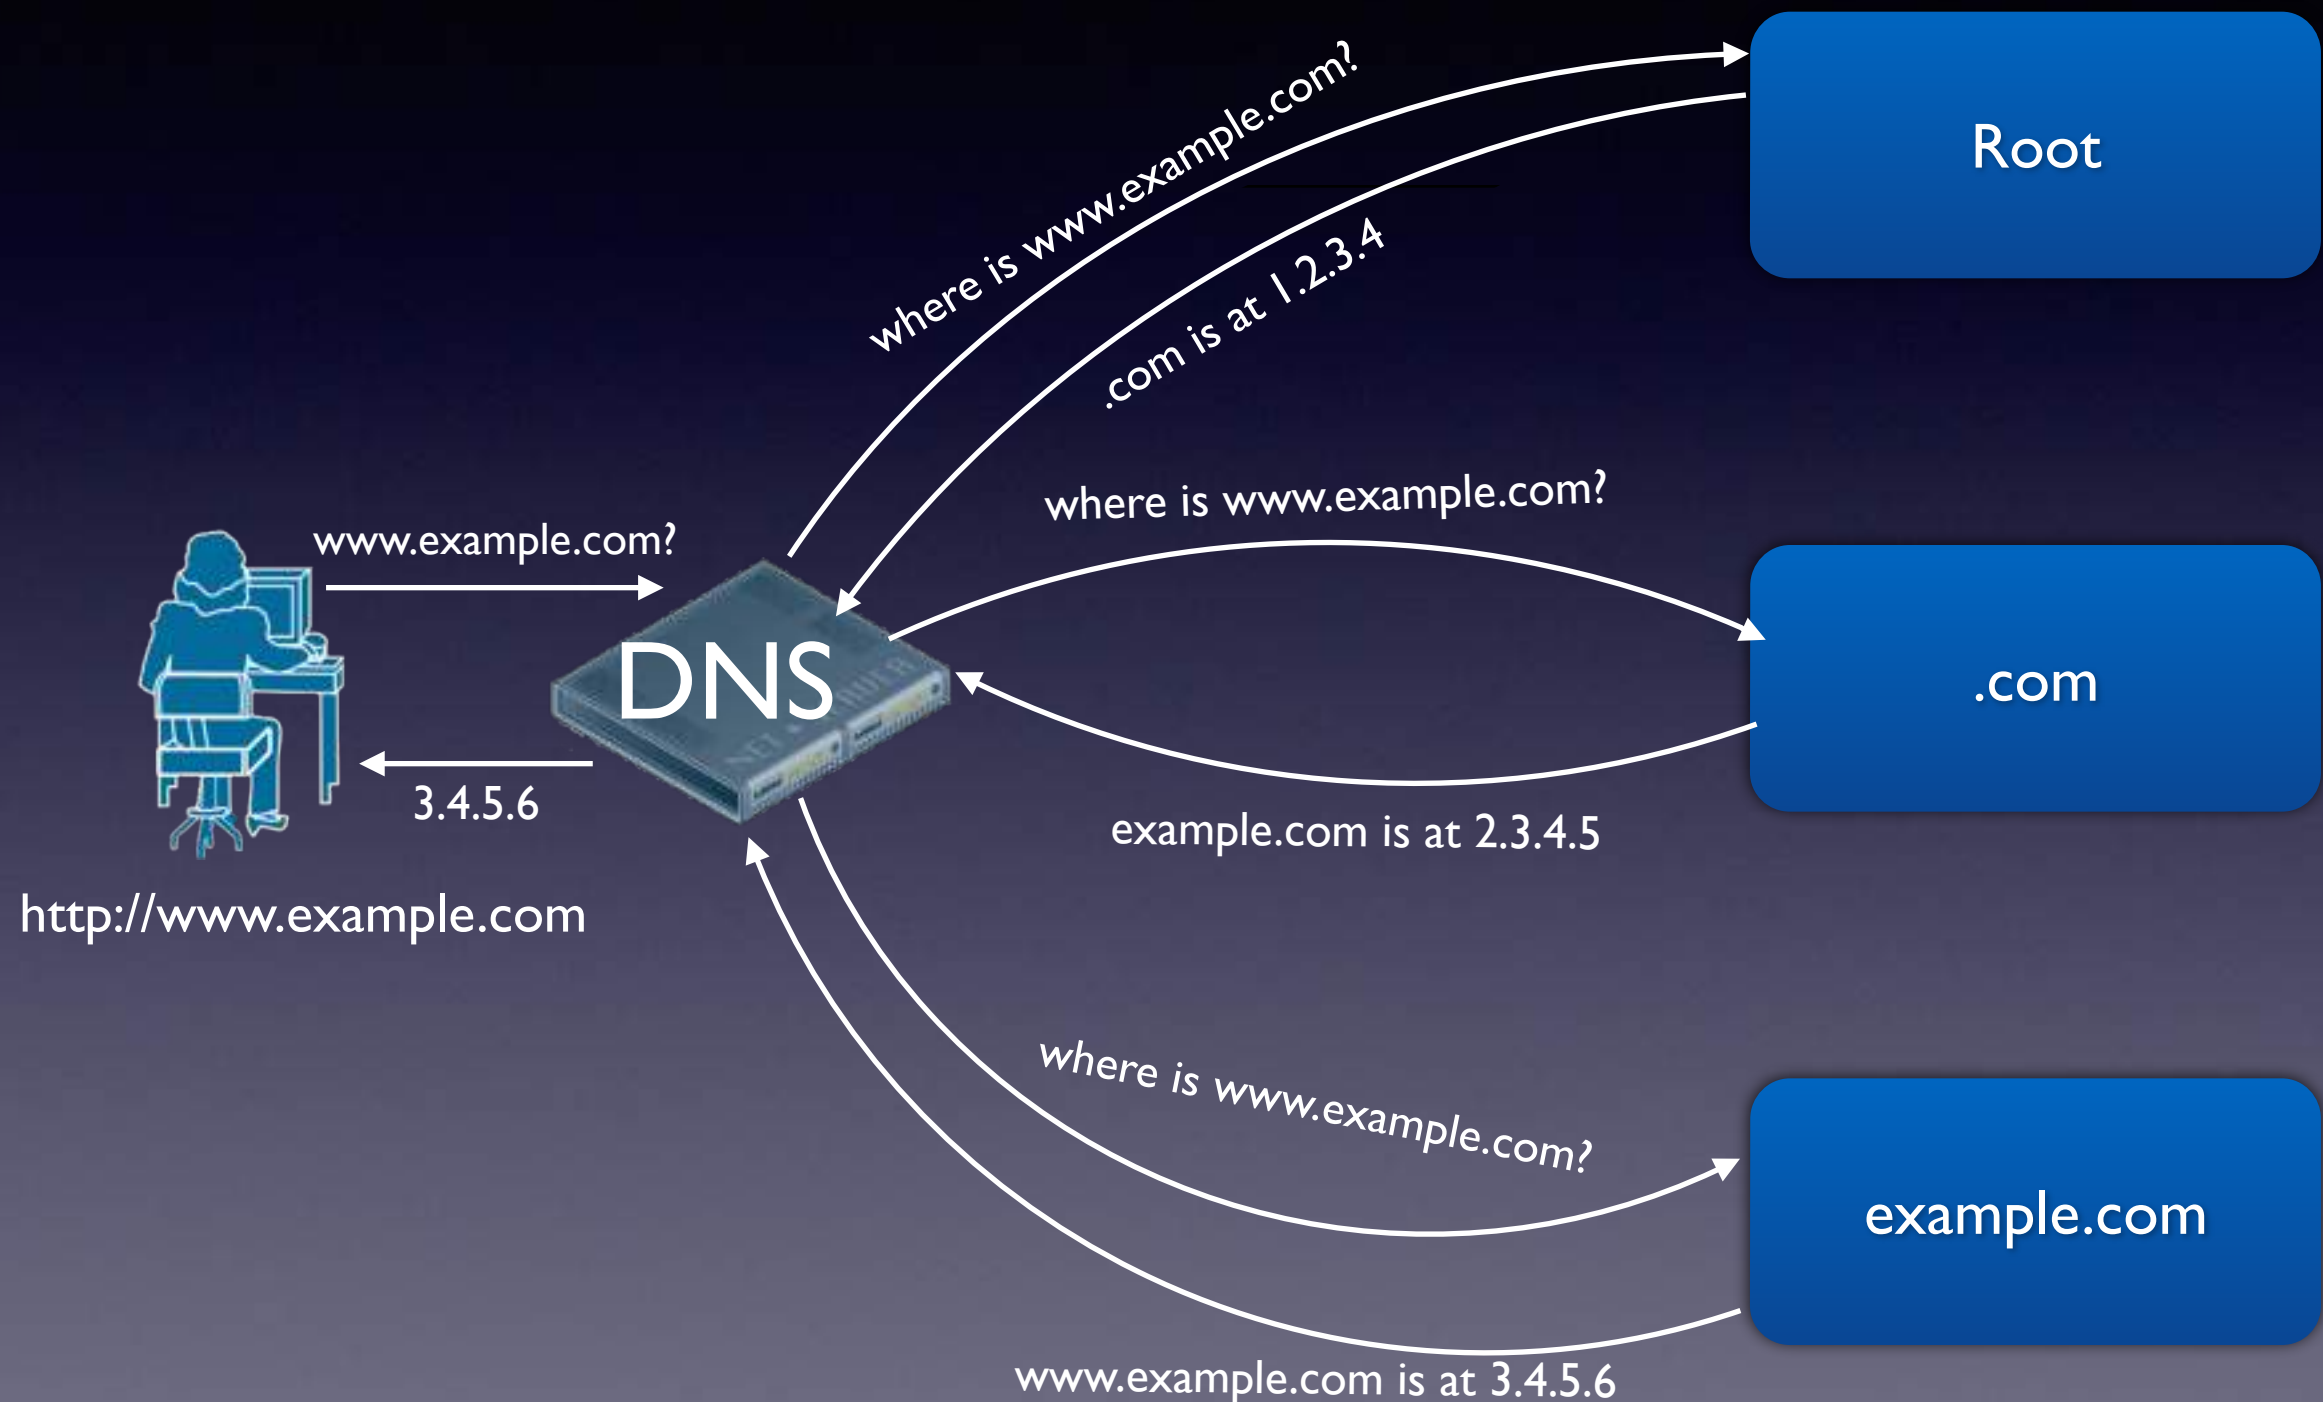 where is www.example.com?
Root
.com is at 1.2.3.4
where is www.example.com?
www.example.com?
DNS
.com
3.4.5.6
example.com is at 2.3.4.5
http://www.example.com
where is www.example.com?
example.com
www.example.com is at 3.4.5.6